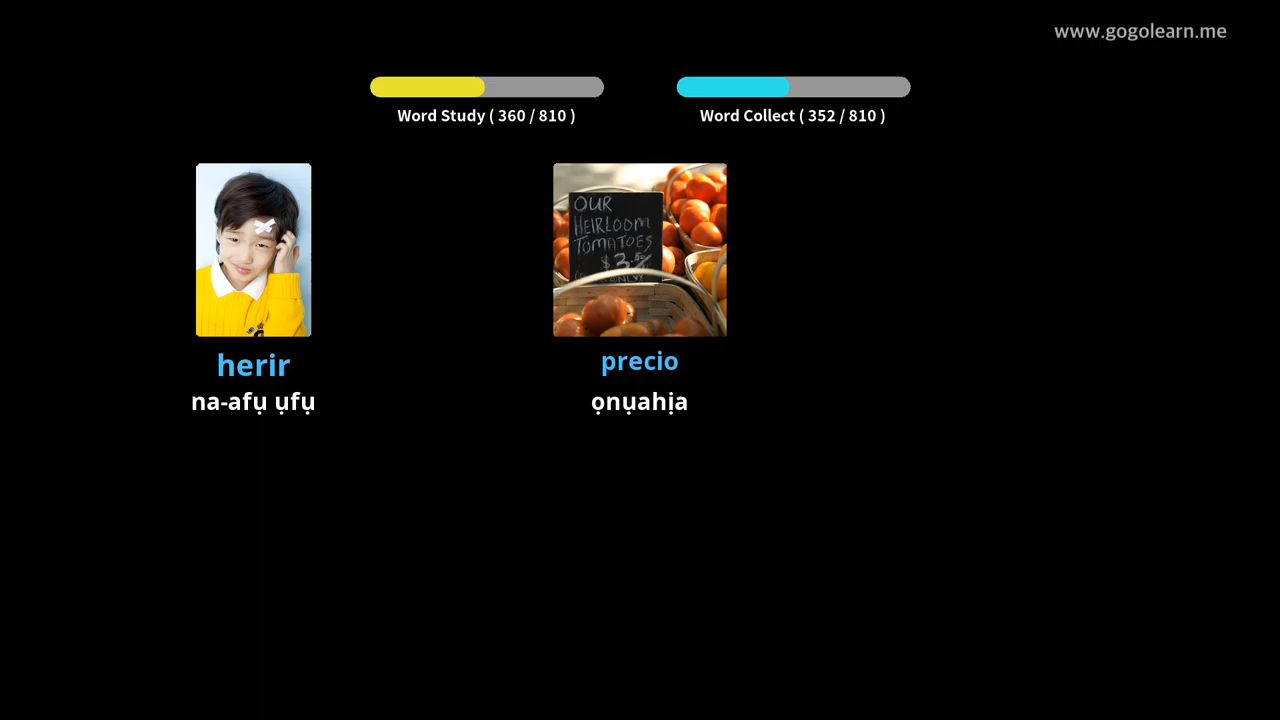 www.gogolearn.me
Word Study ( 360 / 810 )
Word Collect ( 352 / 810 )
OUR
HEIRLOOM
TOMATOES
herir
na-afụ ụfụ
precio
ọnụahịa